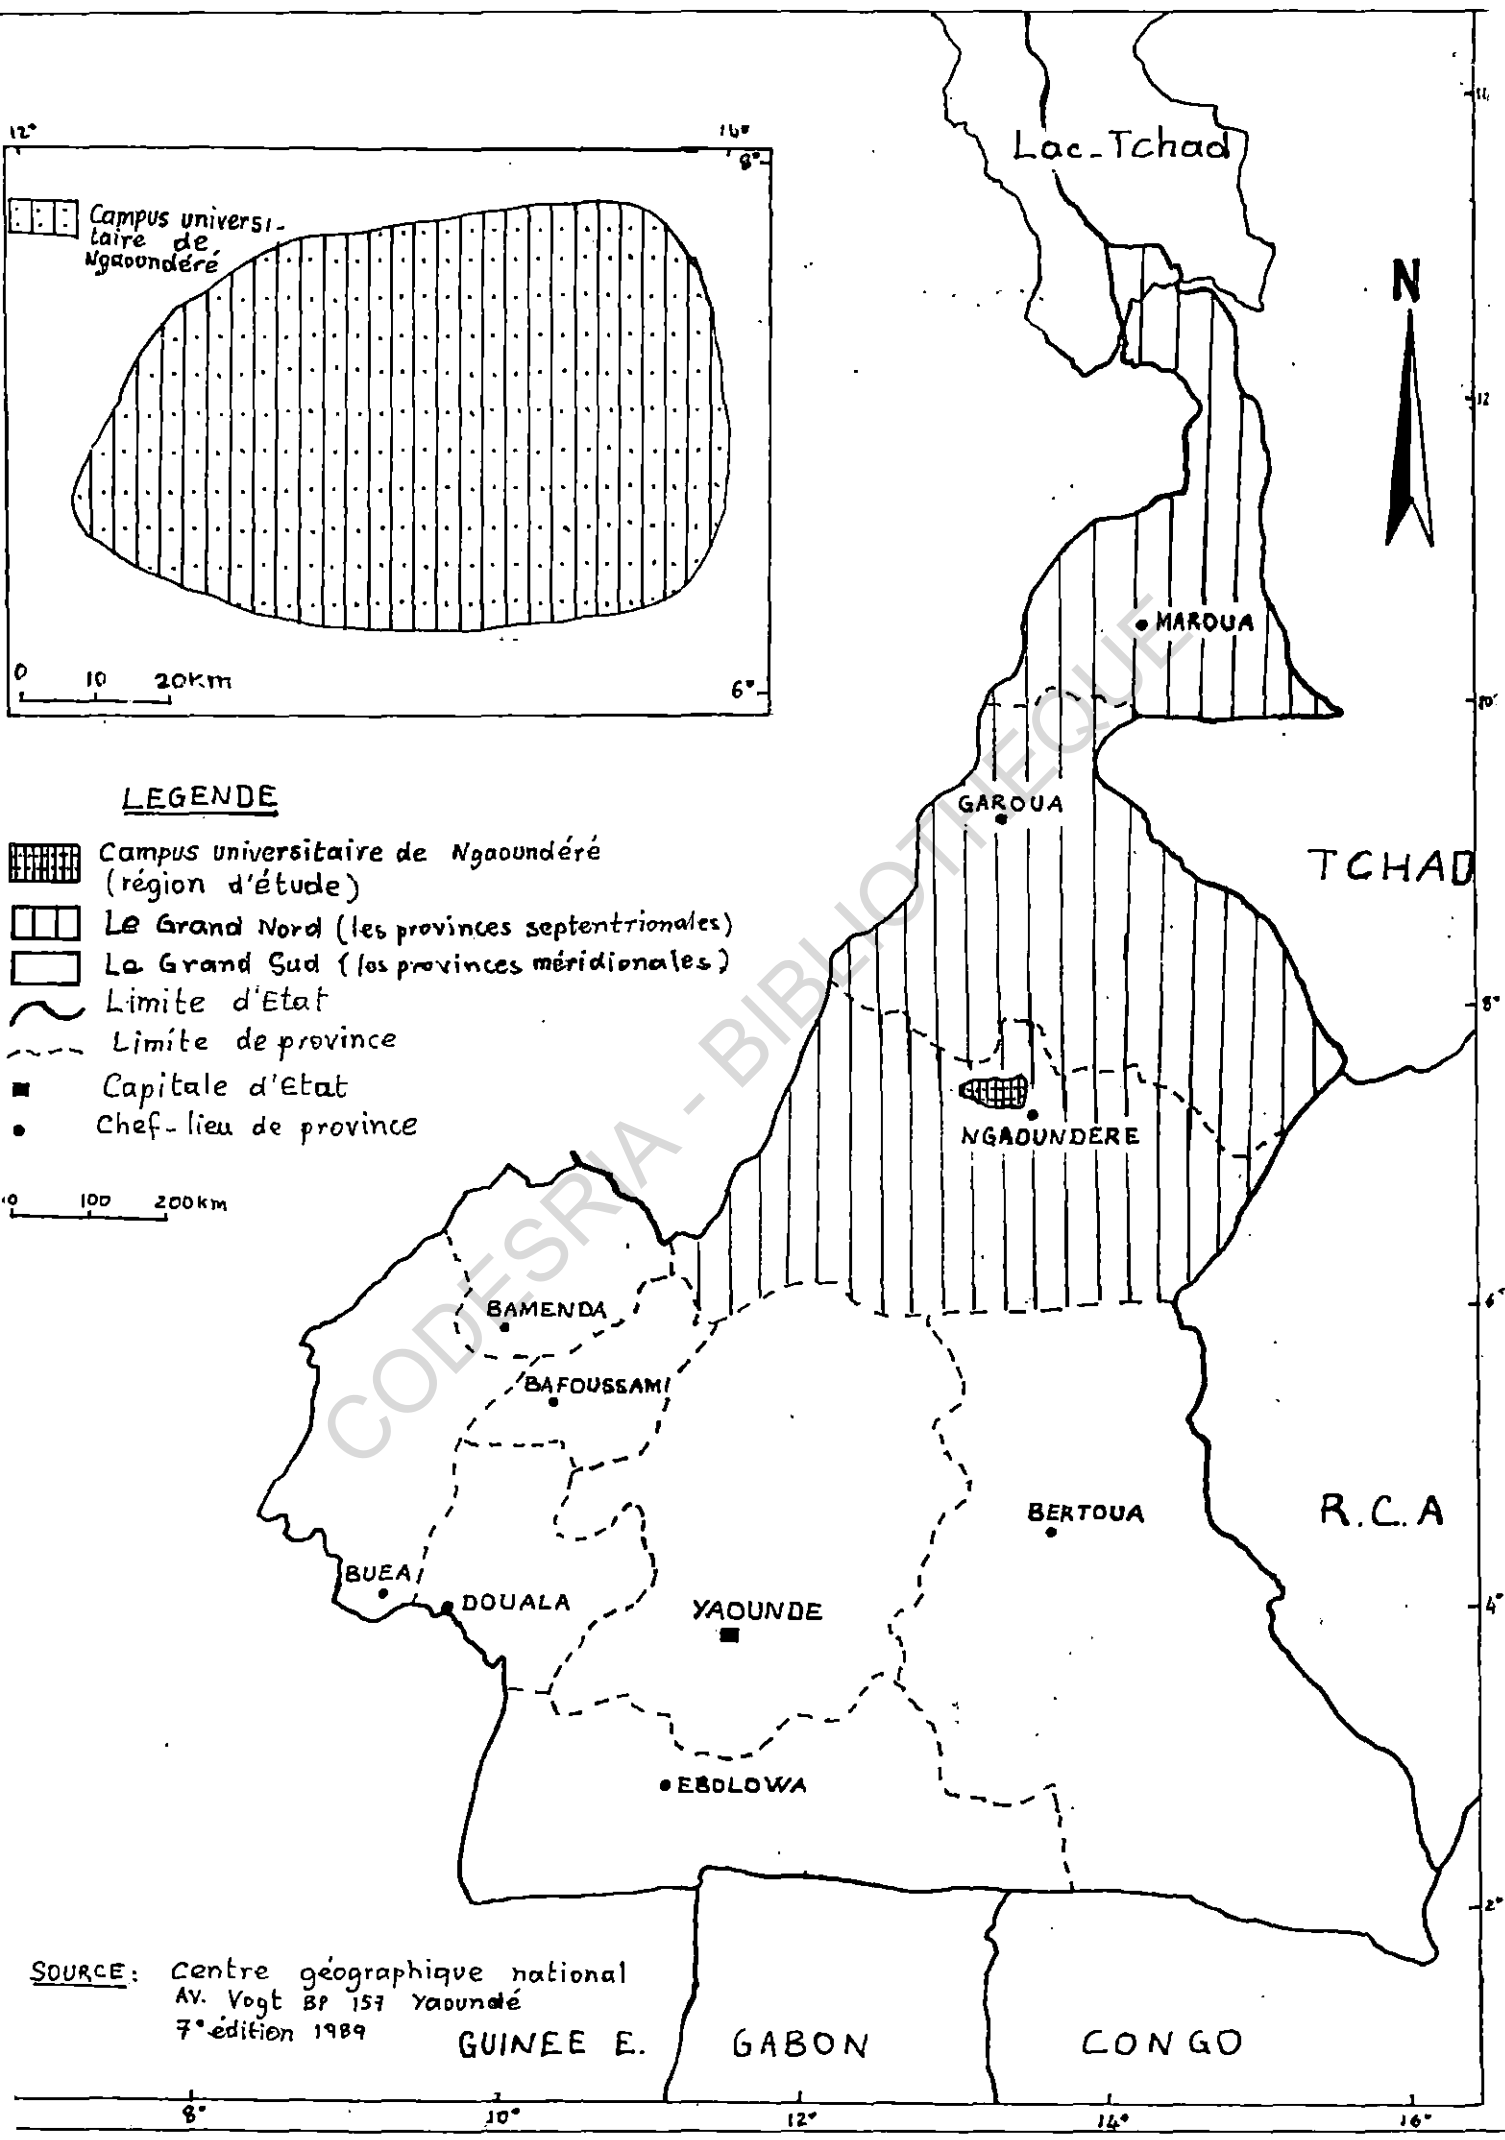 12°
16°
8°
Campus universi-
taire de
Ngaoundéré
0 10 20Km
6°
Lac-Tchad
N
12
10°
8°
6°
4°
2°
MAROUA
GAROUA
TCHAD
NGAOUNDERE
LEGENDE
Campus universitaire de Ngaoundéré
(région d'étude)
Le Grand Nord (les provinces septentrionales)
Le Grand Sud (les provinces méridionales)
Limite d'Etat
Limite de province
Capitale d'Etat
Chef-lieu de province
0 100 200km
BAMENDA
BAFOUSSAM
BERTOUA
R.C.A
BUEA
DOUALA
YAOUNDE
EBOLOWA
SOURCE: Centre géographique national
AV. Vogt BP 157 Yaoundé
7° édition 1989
GUINEE E.
GABON
CONGO
8° 10° 12° 14° 16°
CODESRIA - BIBLIOTHEQUE